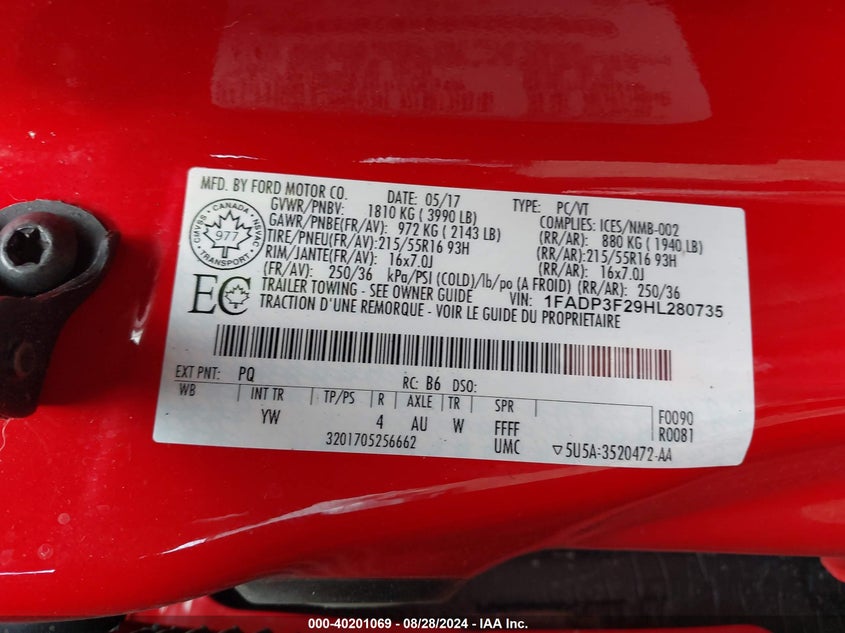 MFD. BY FORD MOTOR CO.
DATE: 05/17 TYPE: PC/VT
GVWR/PNBV: 1810 KG ( 3990 LB) COMPLIES: ICES/NMB-002
GAWR/PNBE(FR/AV): 972 KG ( 2143 LB) (RR/AR): 880 KG ( 1940,LB)
TIRE/PNEU(FR/AV):215/55R16 93H (RR/AR):215/55R16 93H
RIM/JANTE(FR/AV): 16x7.0J (RR/AR): 16x7.0J
(FR/AV): 250/36 kPa/PSI (COLD)/lb/po (A FROID) (RR/AR): 250/36
TRAILER TOWING - SEE OWNER GUIDE VIN: 1FADP3F29HL280735
TRACTION D'UNE REMORQUE - VOIR LE GUIDE DU PROPRIETAIRE
CANADA
CMVSS NSVAC
977
TRANSPORT
EC
EXT PNT: PQ RC: B6 DSO:
WB INT TR TP/PS R AXLE TR SPR F0090
YW 4 AU W FFFF R0081
3201705256662 UMC ▽5U5A-3520472-AA
000-40201069 - 08/28/2024 - IAA Inc.